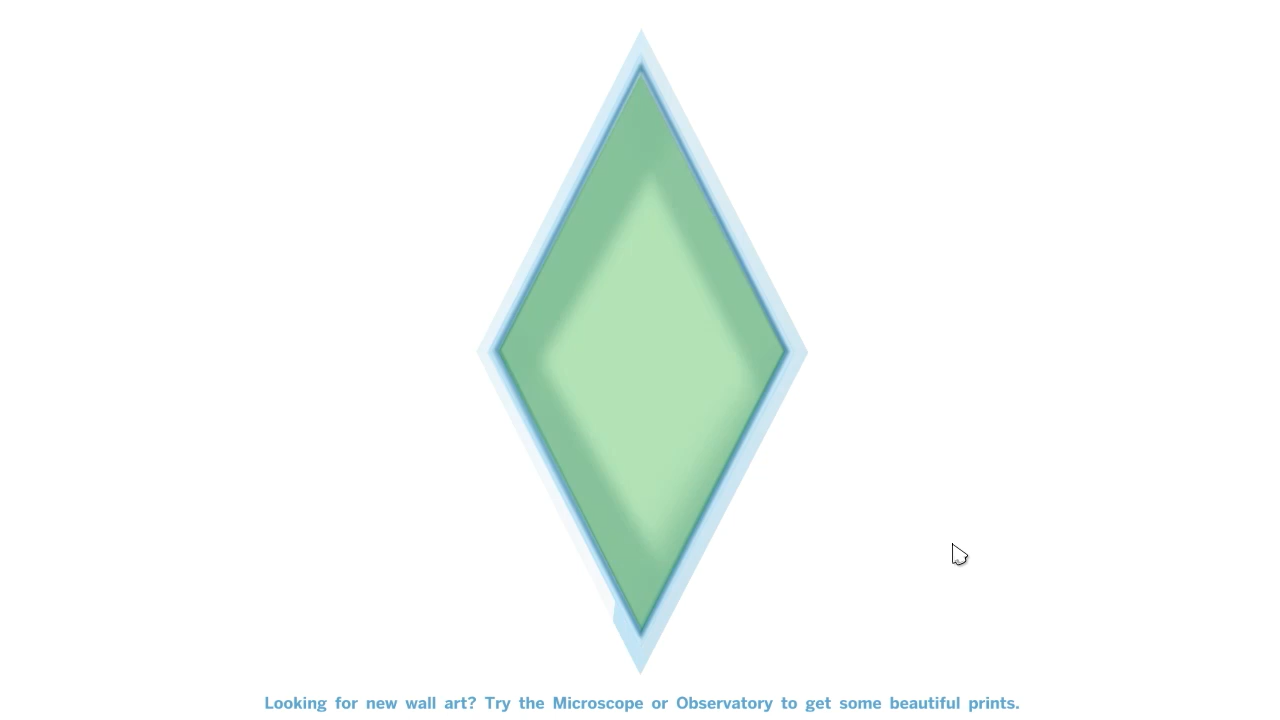 Looking for new wall art? Try the Microscope or Observatory to get some beautiful prints.